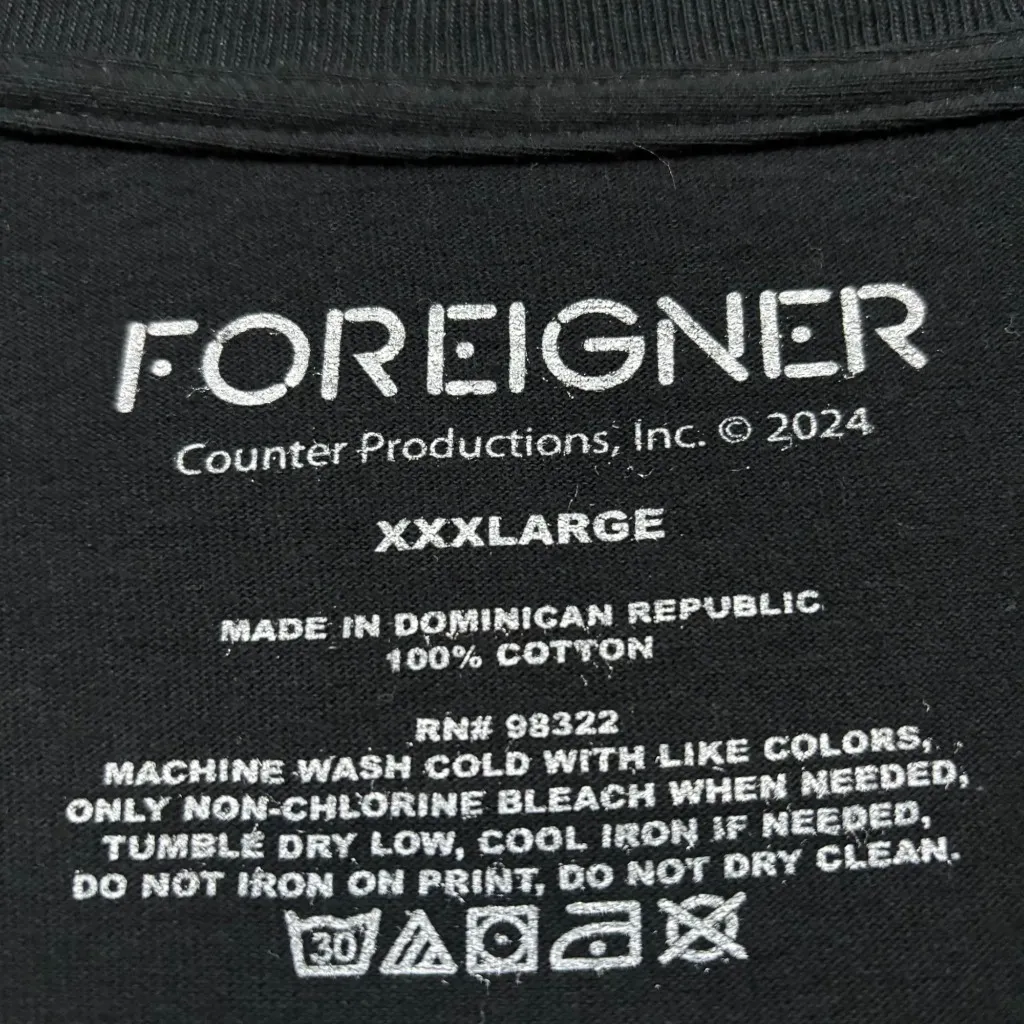 FOREIGNER
Counter Productions, Inc. © 2024
XXXLARGE
MADE IN DOMINICAN REPUBLIC
100% COTTON
RN# 98322
MACHINE WASH COLD WITH LIKE COLORS,
ONLY NON-CHLORINE BLEACH WHEN NEEDED,
TUMBLE DRY LOW, COOL IRON IF NEEDED,
DO NOT IRON ON PRINT, DO NOT DRY CLEAN.
30